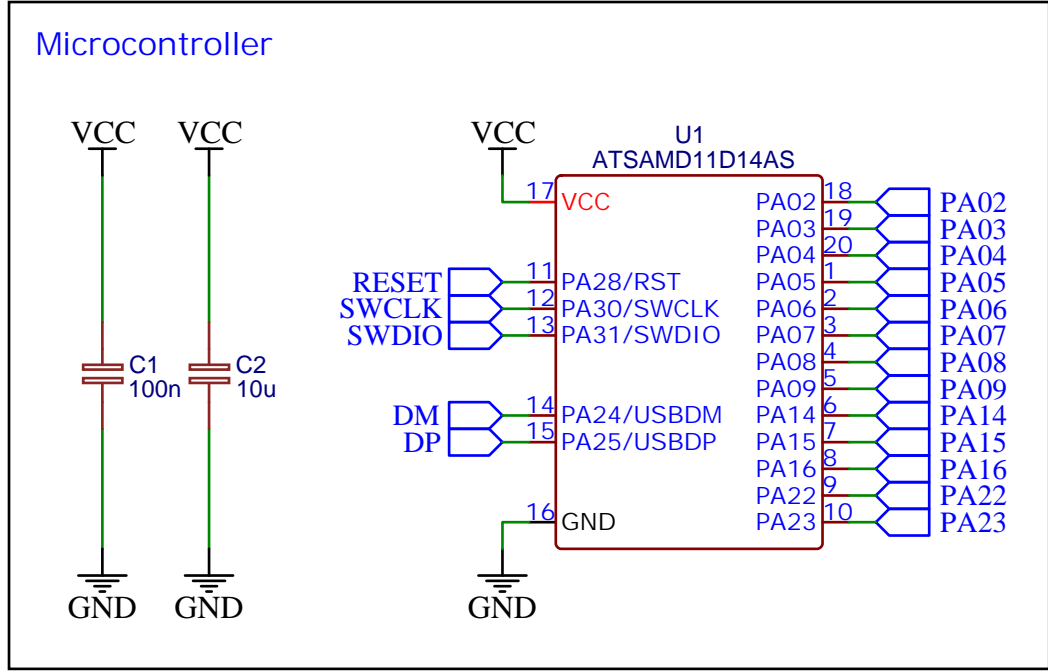 Microcontroller
VCC VCC VCC
U1
ATSAMD11D14AS
17 VCC PA02 18 PA02
PA03 19 PA03
PA04 20 PA04
RESET 11 PA28/RST PA05 1 PA05
SWCLK 12 PA30/SWCLK PA06 2 PA06
SWDIO 13 PA31/SWDIO PA07 3 PA07
C1 C2 PA08 4 PA08
100n 10u PA09 5 PA09
DM 14 PA24/USBDM PA14 6 PA14
DP 15 PA25/USBDP PA15 7 PA15
PA16 8 PA16
PA22 9 PA22
16 GND PA23 10 PA23
GND GND GND